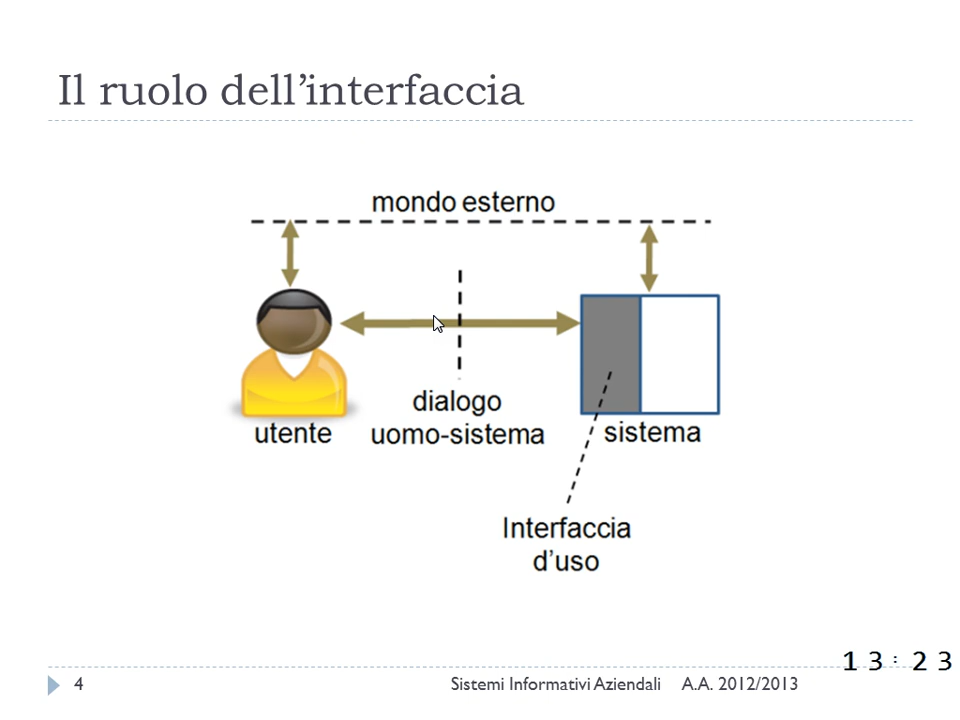 Il ruolo dell’interfaccia
mondo esterno
dialogo
uomo-sistema
utente
sistema
Interfaccia
d’uso
13:23
4
Sistemi Informativi Aziendali A.A. 2012/2013